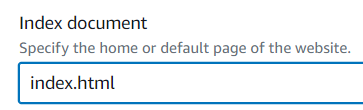 Index document
Specify the home or default page of the website.
index.html